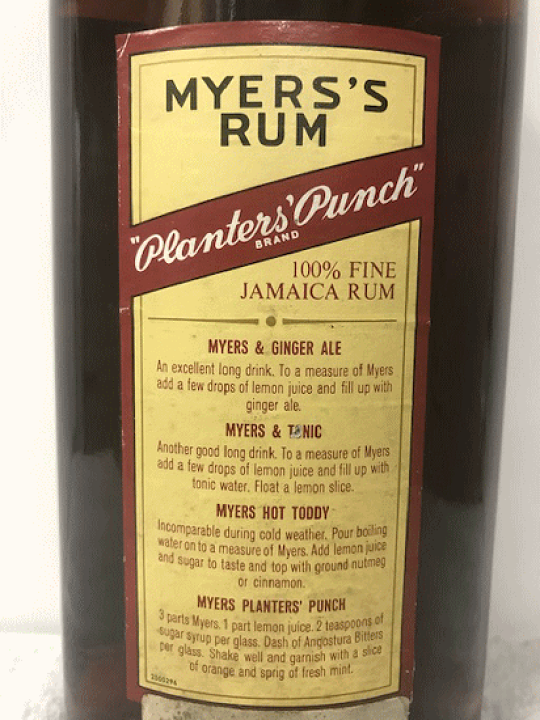 MYERS'S
RUM
"Planters' Punch"
BRAND
100% FINE
JAMAICA RUM
MYERS & GINGER ALE
An excellent long drink. To a measure of Myers
add a few drops of lemon juice and fill up with
ginger ale.
MYERS & TONIC
Another good long drink. To a measure of Myers
add a few drops of lemon juice and fill up with
tonic water. Float a lemon slice.
MYERS HOT TODDY
Incomparable during cold weather. Pour boiling
water on to a measure of Myers. Add lemon juice
and sugar to taste and top with ground nutmeg
or cinnamon.
MYERS PLANTERS' PUNCH
3 parts Myers. 1 part lemon juice. 2 teaspoons of
sugar syrup per glass. Dash of Angostura Bitters
per glass. Shake well and garnish with a slice
of orange and sprig of fresh mint.